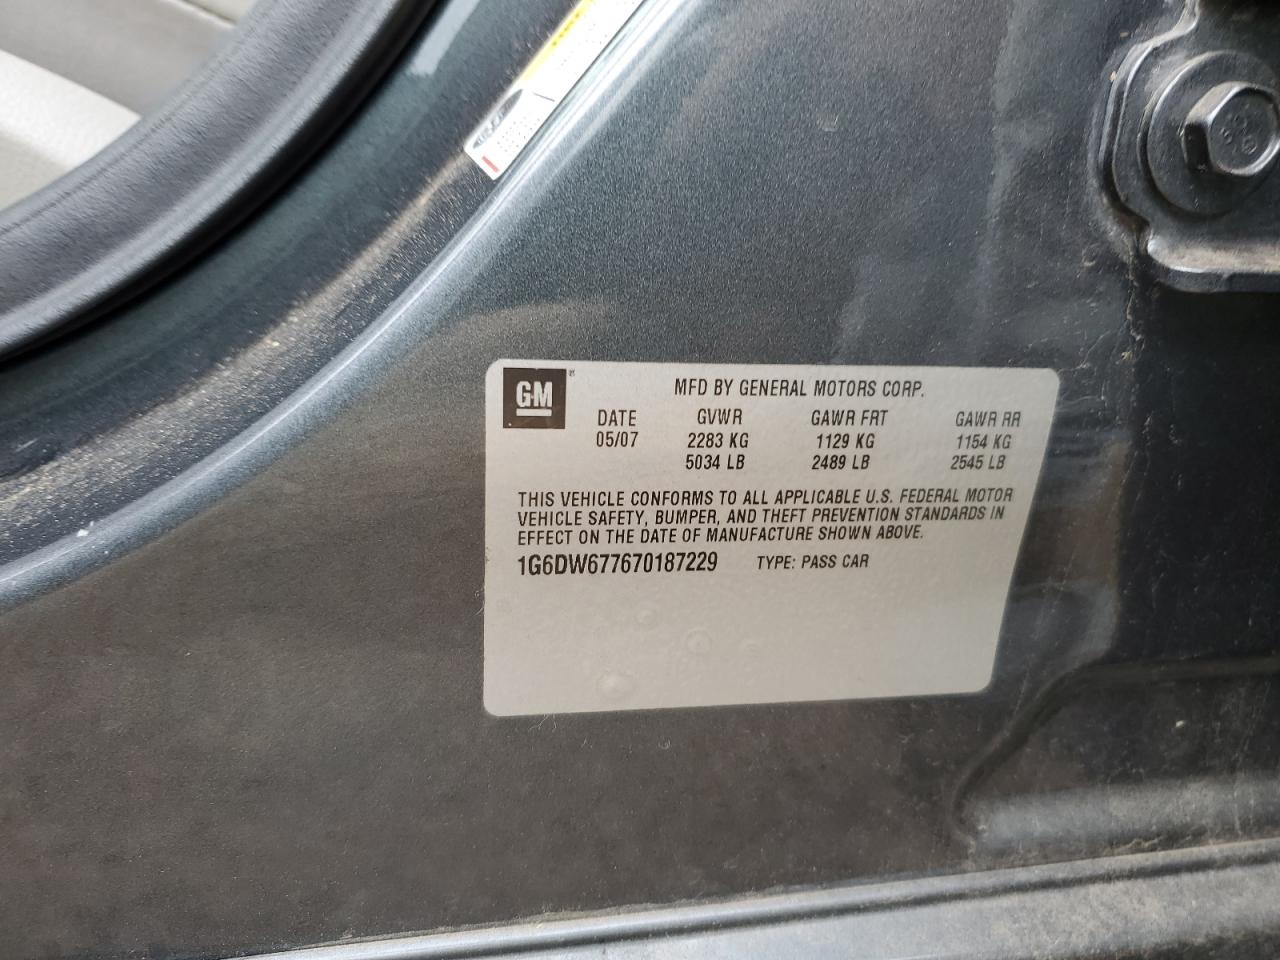 GM
MFD BY GENERAL MOTORS CORP.
DATE GVWR GAWR FRT GAWR RR
05/07 2283 KG 1129 KG 1154 KG
5034 LB 2489 LB 2545 LB
THIS VEHICLE CONFORMS TO ALL APPLICABLE U.S. FEDERAL MOTOR
VEHICLE SAFETY, BUMPER, AND THEFT PREVENTION STANDARDS IN
EFFECT ON THE DATE OF MANUFACTURE SHOWN ABOVE.
1G6DW677670187229 TYPE: PASS CAR